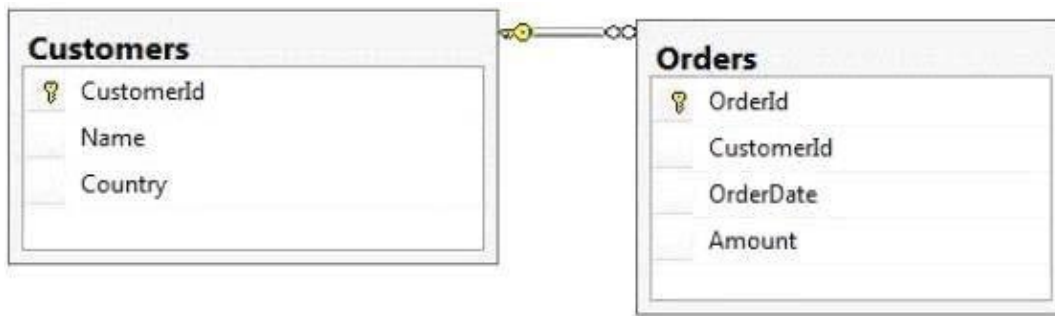 Customers
CustomerId
Name
Country
Orders
OrderId
CustomerId
OrderDate
Amount